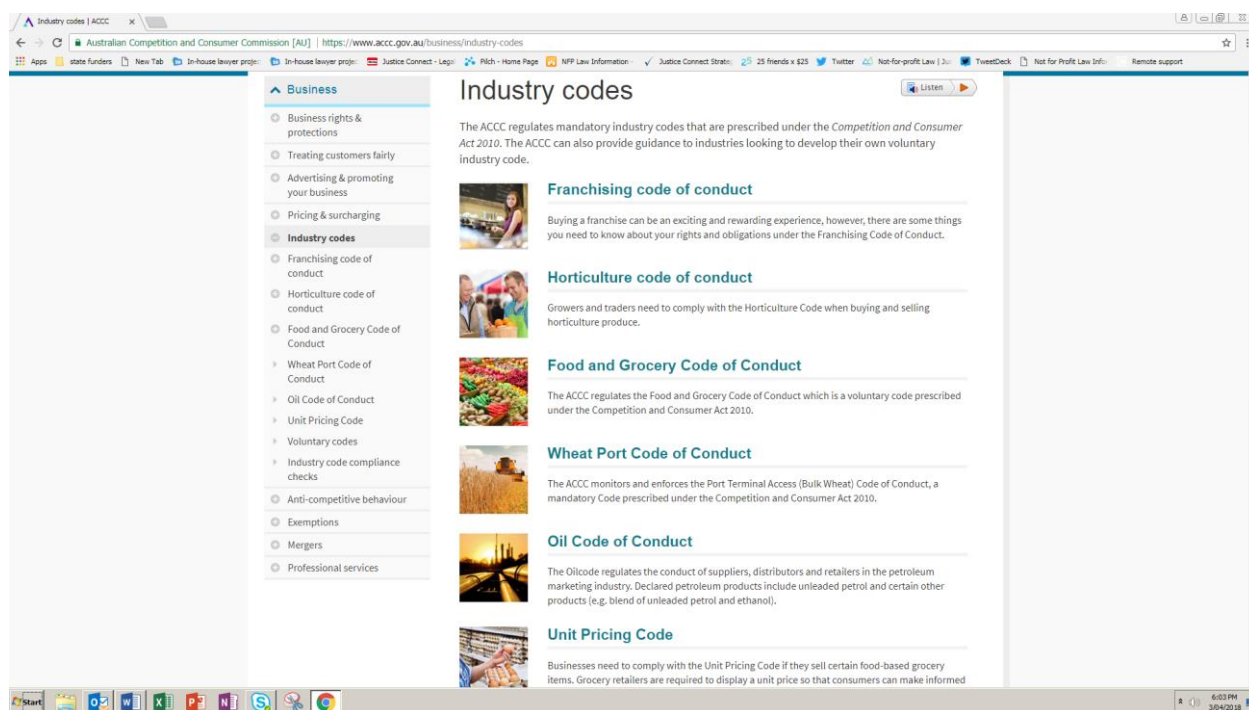 Industry codes | ACCC
Australian Competition and Consumer Commission [AU] | https://www.accc.gov.au/business/industry-codes
Apps state funders New Tab In-house lawyer projec In-house lawyer projec Justice Connect - Lega Pilch - Home Page NFP Law Information - Justice Connect Strate 25 friends x $25 Twitter Not-for-profit Law | Ju TweetDeck Not for Profit Law Info Remote support
Business
Business rights &
protections
Treating customers fairly
Advertising & promoting
your business
Pricing & surcharging
Industry codes
Franchising code of
conduct
Horticulture code of
conduct
Food and Grocery Code of
Conduct
Wheat Port Code of
Conduct
Oil Code of Conduct
Unit Pricing Code
Voluntary codes
Industry code compliance
checks
Anti-competitive behaviour
Exemptions
Mergers
Professional services
Industry codes
Listen
The ACCC regulates mandatory industry codes that are prescribed under the Competition and Consumer
Act 2010. The ACCC can also provide guidance to industries looking to develop their own voluntary
industry code.
Franchising code of conduct
Buying a franchise can be an exciting and rewarding experience, however, there are some things
you need to know about your rights and obligations under the Franchising Code of Conduct.
Horticulture code of conduct
Growers and traders need to comply with the Horticulture Code when buying and selling
horticulture produce.
Food and Grocery Code of Conduct
The ACCC regulates the Food and Grocery Code of Conduct which is a voluntary code prescribed
under the Competition and Consumer Act 2010.
Wheat Port Code of Conduct
The ACCC monitors and enforces the Port Terminal Access (Bulk Wheat) Code of Conduct, a
mandatory Code prescribed under the Competition and Consumer Act 2010.
Oil Code of Conduct
The Oilcode regulates the conduct of suppliers, distributors and retailers in the petroleum
marketing industry. Declared petroleum products include unleaded petrol and certain other
products (e.g. blend of unleaded petrol and ethanol).
Unit Pricing Code
Businesses need to comply with the Unit Pricing Code if they sell certain food-based grocery
items. Grocery retailers are required to display a unit price so that consumers can make informed
Start
6:03 PM
3/04/2018